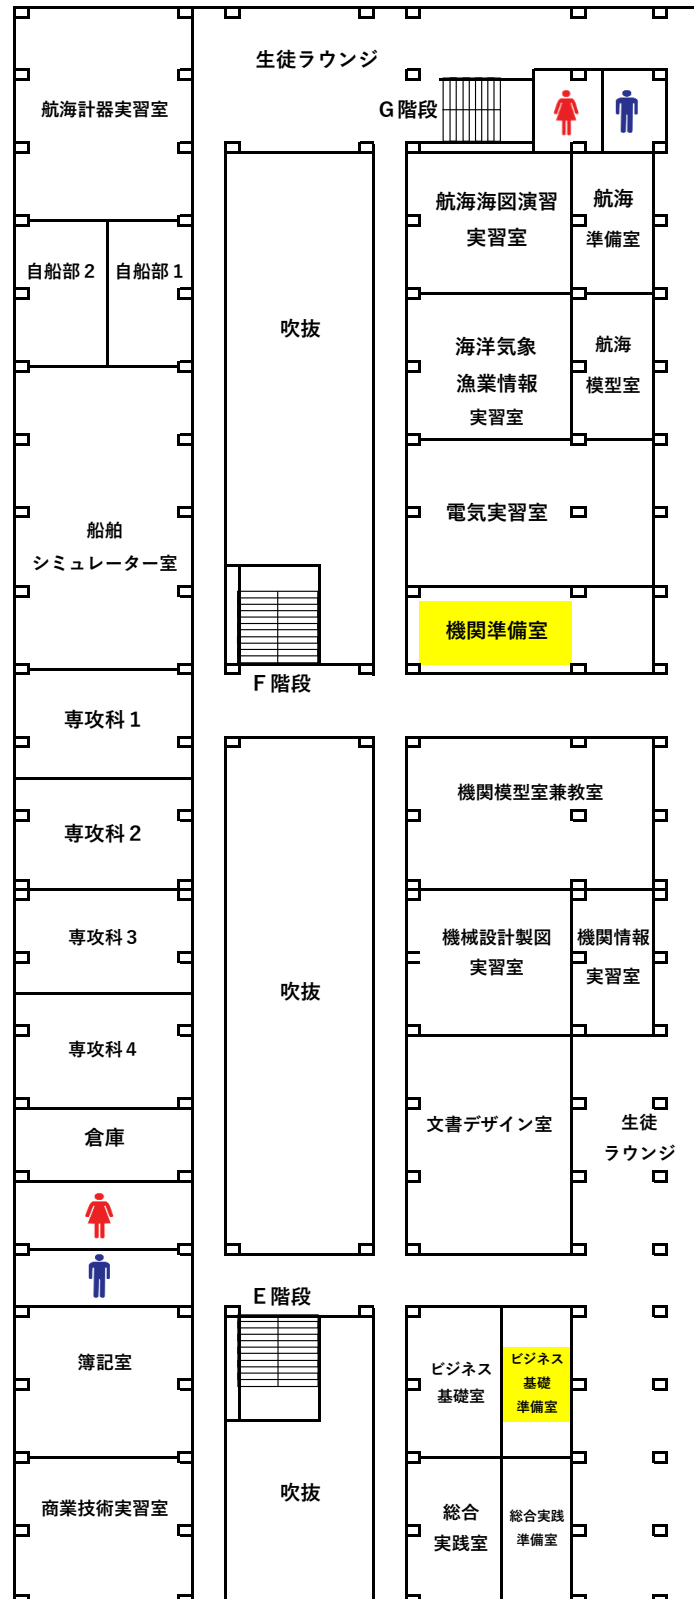 生徒ラウンジ
航海計器実習室
G階段
航海海図演習
実習室
航海
準備室
自船部2
自船部1
吹抜
海洋気象
漁業情報
実習室
航海
模型室
電気実習室
船舶
シミュレーター室
機関準備室
F階段
専攻科1
機関模型室兼教室
専攻科2
専攻科3
機械設計製図
実習室
機関情報
実習室
吹抜
専攻科4
倉庫
文書デザイン室
生徒
ラウンジ
E階段
簿記室
ビジネス
基礎室
ビジネス
基礎
準備室
商業技術実習室
吹抜
総合
実践室
総合実践
準備室